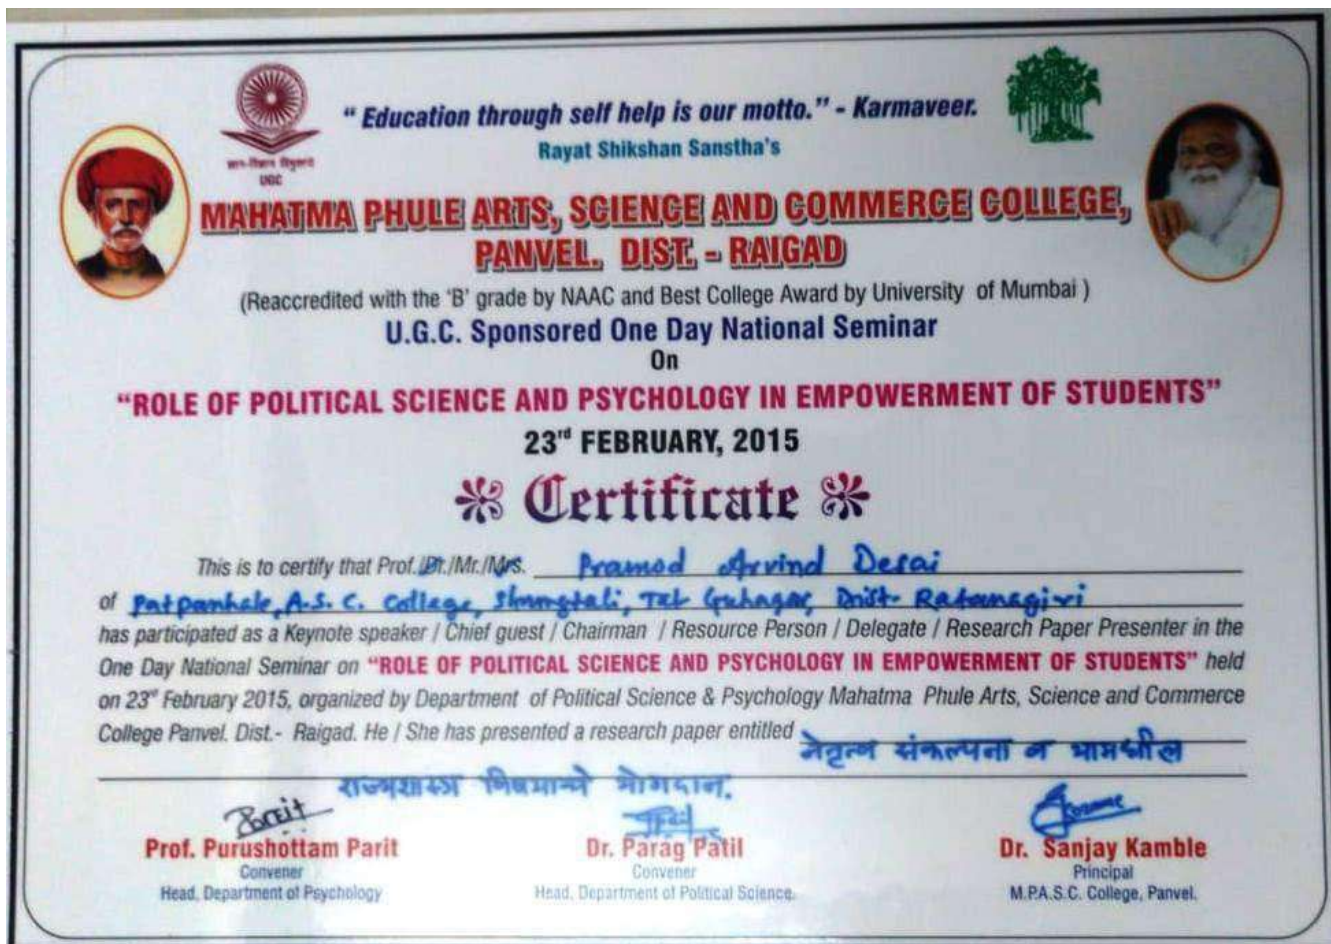 "Education through self help is our motto." - Karmaveer.
Rayat Shikshan Sanstha's
ज्ञान-विज्ञान विमुक्तये
UGC
MAHATMA PHULE ARTS, SCIENCE AND COMMERCE COLLEGE,
PANVEL. DIST. - RAIGAD
(Reaccredited with the 'B' grade by NAAC and Best College Award by University of Mumbai )
U.G.C. Sponsored One Day National Seminar
On
"ROLE OF POLITICAL SCIENCE AND PSYCHOLOGY IN EMPOWERMENT OF STUDENTS"
23rd FEBRUARY, 2015
Certificate
This is to certify that Prof./Dr./Mr./Mrs. Pramod Arvind Desai
of Patpanhale, A.S.C. College, Tal Guhagar, Dist- Ratanagiri
has participated as a Keynote speaker / Chief guest / Chairman / Resource Person / Delegate / Research Paper Presenter in the
One Day National Seminar on "ROLE OF POLITICAL SCIENCE AND PSYCHOLOGY IN EMPOWERMENT OF STUDENTS" held
on 23rd February 2015, organized by Department of Political Science & Psychology Mahatma Phule Arts, Science and Commerce
College Panvel. Dist.- Raigad. He / She has presented a research paper entitled नेतृत्व संकल्पना व यामधील
राज्यशास्त्र विषयाचे योगदान.
Prof. Purushottam Parit
Convener
Head, Department of Psychology
Dr. Parag Patil
Convener
Head, Department of Political Science.
Dr. Sanjay Kamble
Principal
M.P.A.S.C. College, Panvel.